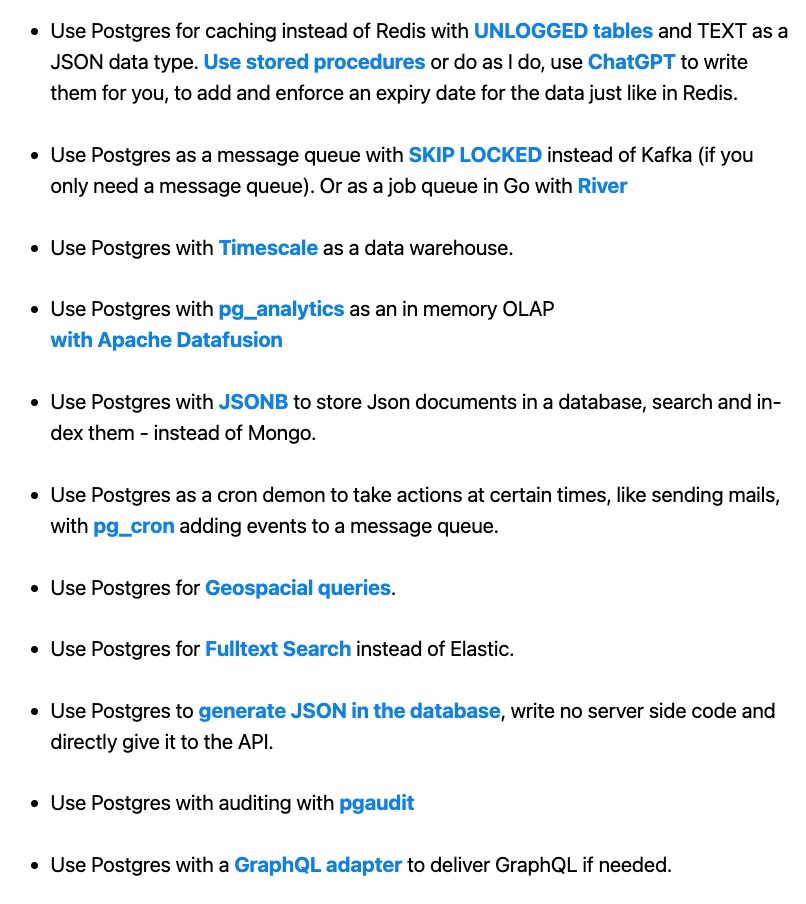 • Use Postgres for caching instead of Redis with UNLOGGED tables and TEXT as a
JSON data type. Use stored procedures or do as I do, use ChatGPT to write
them for you, to add and enforce an expiry date for the data just like in Redis.
• Use Postgres as a message queue with SKIP LOCKED instead of Kafka (if you
only need a message queue). Or as a job queue in Go with River
• Use Postgres with Timescale as a data warehouse.
• Use Postgres with pg_analytics as an in memory OLAP
with Apache Datafusion
• Use Postgres with JSONB to store Json documents in a database, search and in-
dex them - instead of Mongo.
• Use Postgres as a cron demon to take actions at certain times, like sending mails,
with pg_cron adding events to a message queue.
• Use Postgres for Geospacial queries.
• Use Postgres for Fulltext Search instead of Elastic.
• Use Postgres to generate JSON in the database, write no server side code and
directly give it to the API.
• Use Postgres with auditing with pgaudit
• Use Postgres with a GraphQL adapter to deliver GraphQL if needed.